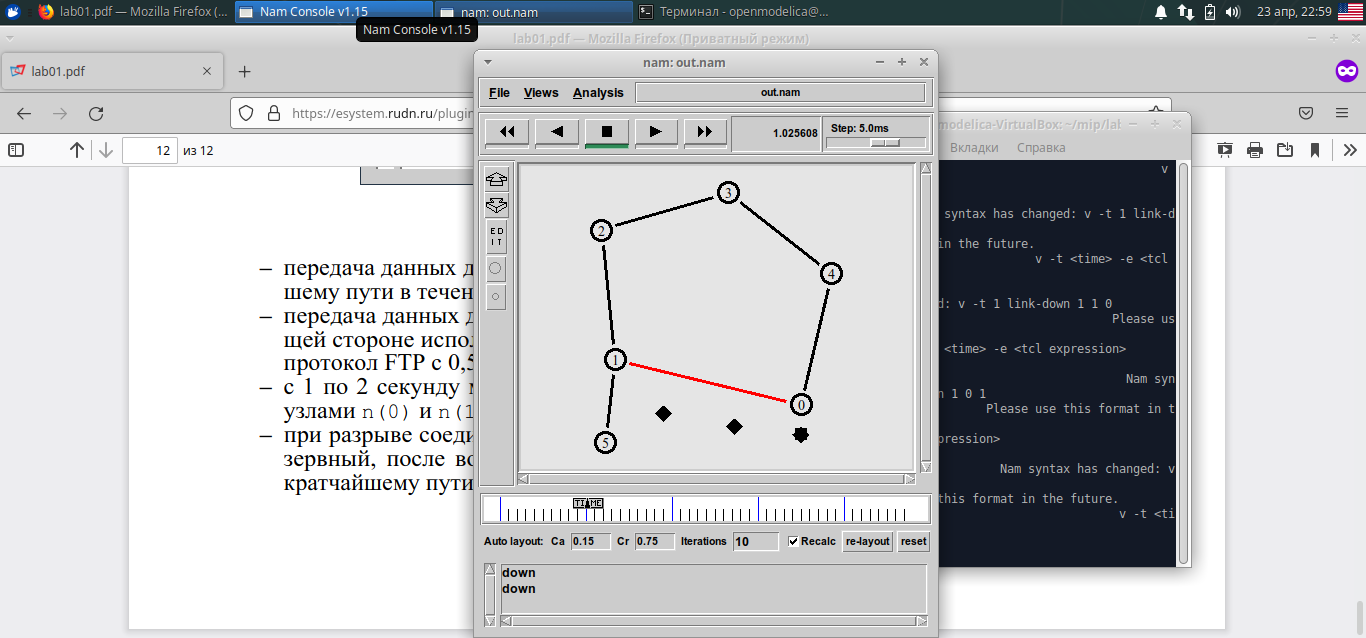 lab01.pdf — Mozilla Firefox (...
Nam Console v1.15
nam: out.nam
Терминал - openmodelica@...
23 апр, 22:59
Nam Console v1.15
lab01.pdf — Mozilla Firefox (Приватный режим)
lab01.pdf
nam: out.nam
https://esystem.rudn.ru/plugin
File Views Analysis out.nam
modelica-VirtualBox: ~/mip/lal
1.025608
Step: 5.0ms
12 из 12
Вкладки Справка
v
3
2
4
1
0
5
E D
I T
syntax has changed: v -t 1 link-d
in the future.
v -t <time> -e <tcl
d: v -t 1 link-down 1 1 0
Please us
<time> -e <tcl expression>
Nam syn
n 1 0 1
Please use this format in t
pression>
Nam syntax has changed: v
this format in the future.
v -t <ti
– передача данных д
шему пути в течен
– передача данных д
щей стороне испол
протокол FTP с 0,5
– с 1 по 2 секунду м
узлами n(0) и n(1
– при разрыве соеди
зервный, после во
кратчайшему пути
TIME
Auto layout: Ca 0.15 Cr 0.75 Iterations 10 Recalc re-layout reset
down
down